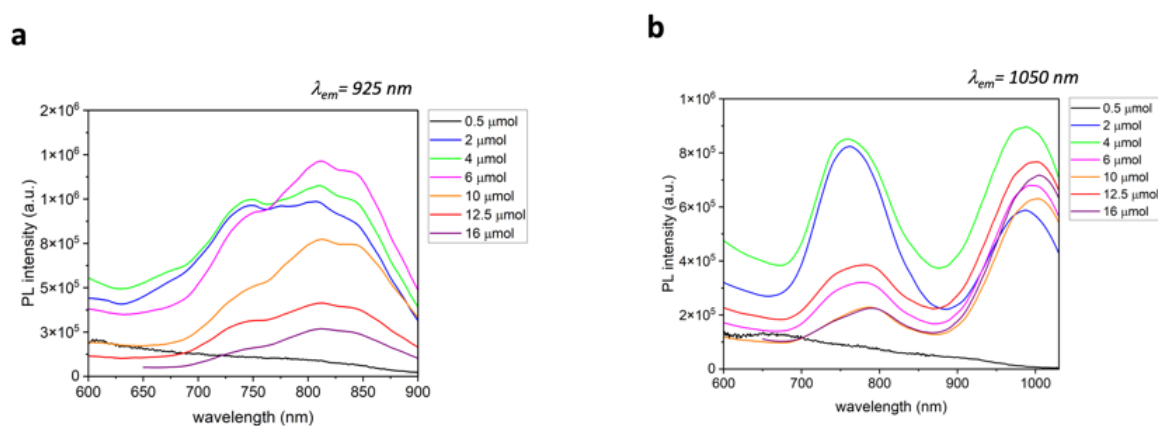 a
λem= 925 nm
2×10⁶
1×10⁶
1×10⁶
8×10⁵
5×10⁵
3×10⁵
0
PL intensity (a.u.)
600 650 700 750 800 850 900
wavelength (nm)
0.5 μmol
2 μmol
4 μmol
6 μmol
10 μmol
12.5 μmol
16 μmol
b
λem= 1050 nm
1×10⁶
8×10⁵
6×10⁵
4×10⁵
2×10⁵
0
PL intensity (a.u.)
600 700 800 900 1000
wavelength (nm)
0.5 μmol
2 μmol
4 μmol
6 μmol
10 μmol
12.5 μmol
16 μmol